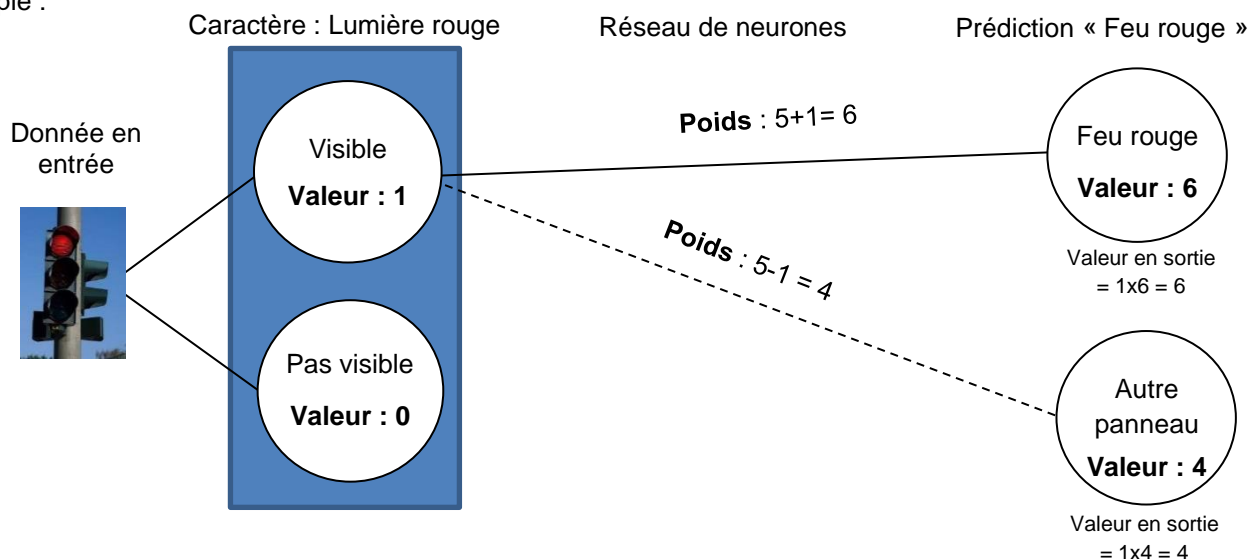 Caractère : Lumière rouge
Réseau de neurones
Prédiction « Feu rouge »
Donnée en
entrée
Visible
Valeur : 1
Pas visible
Valeur : 0
Poids : 5+1= 6
Poids : 5-1 = 4
Feu rouge
Valeur : 6
Valeur en sortie
= 1x6 = 6
Autre
panneau
Valeur : 4
Valeur en sortie
= 1x4 = 4